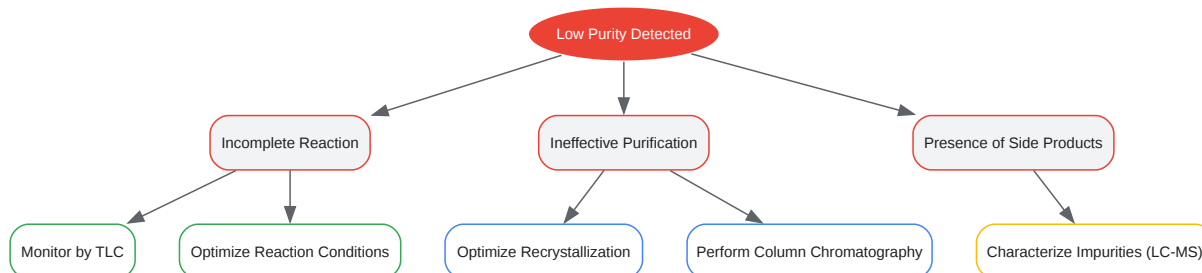 Low Purity Detected
Incomplete Reaction
Ineffective Purification
Presence of Side Products
Monitor by TLC
Optimize Reaction Conditions
Optimize Recrystallization
Perform Column Chromatography
Characterize Impurities (LC-MS)